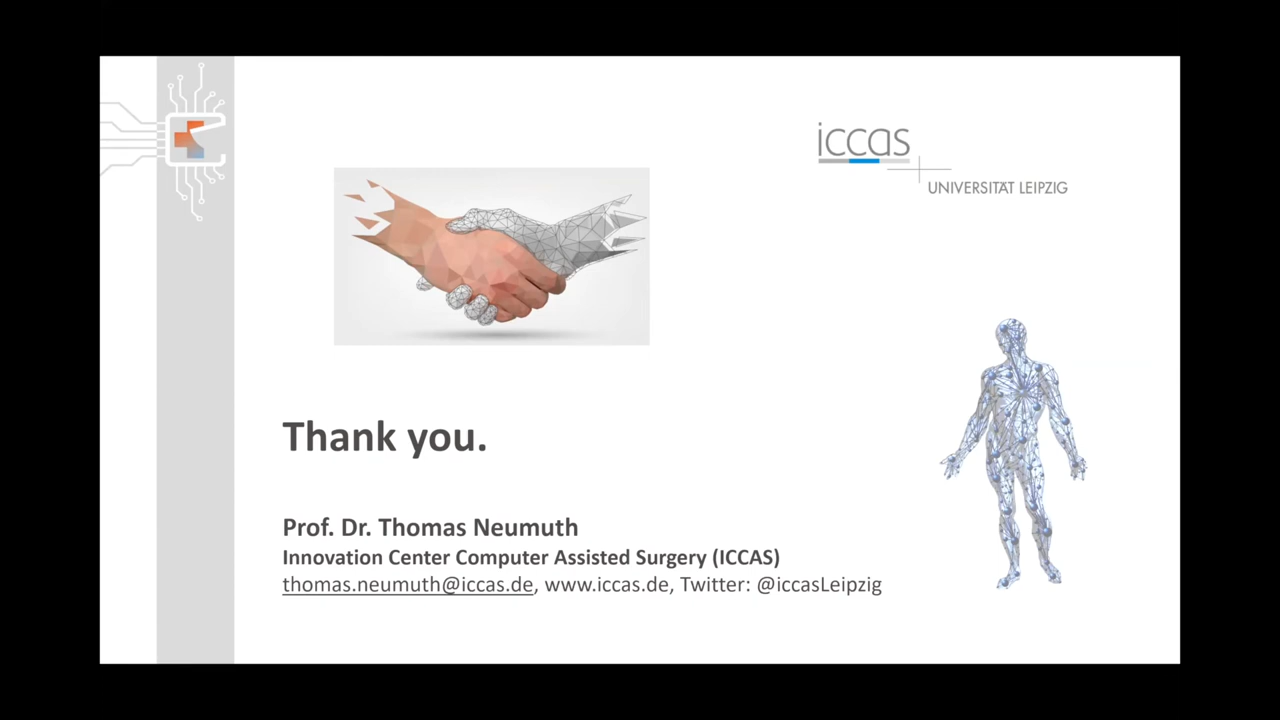 iccas
UNIVERSITÄT LEIPZIG
Thank you.
Prof. Dr. Thomas Neumuth
Innovation Center Computer Assisted Surgery (ICCAS)
thomas.neumuth@iccas.de, www.iccas.de, Twitter: @iccasLeipzig